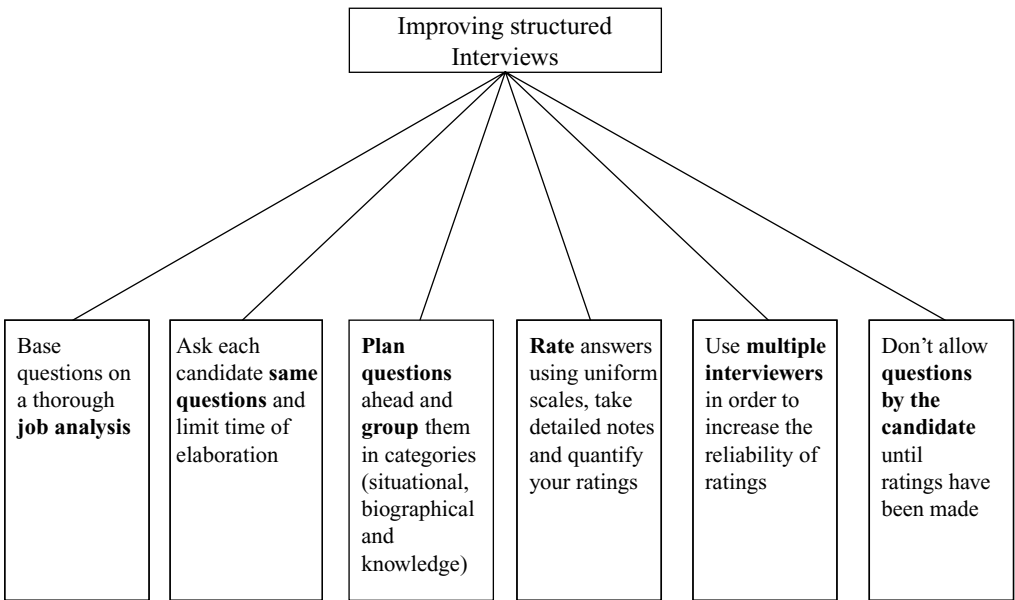 Improving structured
Interviews
Base
questions on
a thorough
job analysis
Ask each
candidate same
questions and
limit time of
elaboration
Plan
questions
ahead and
group them
in categories
(situational,
biographical
and
knowledge)
Rate answers
using uniform
scales, take
detailed notes
and quantify
your ratings
Use multiple
interviewers
in order to
increase the
reliability of
ratings
Don’t allow
questions
by the
candidate
until
ratings have
been made